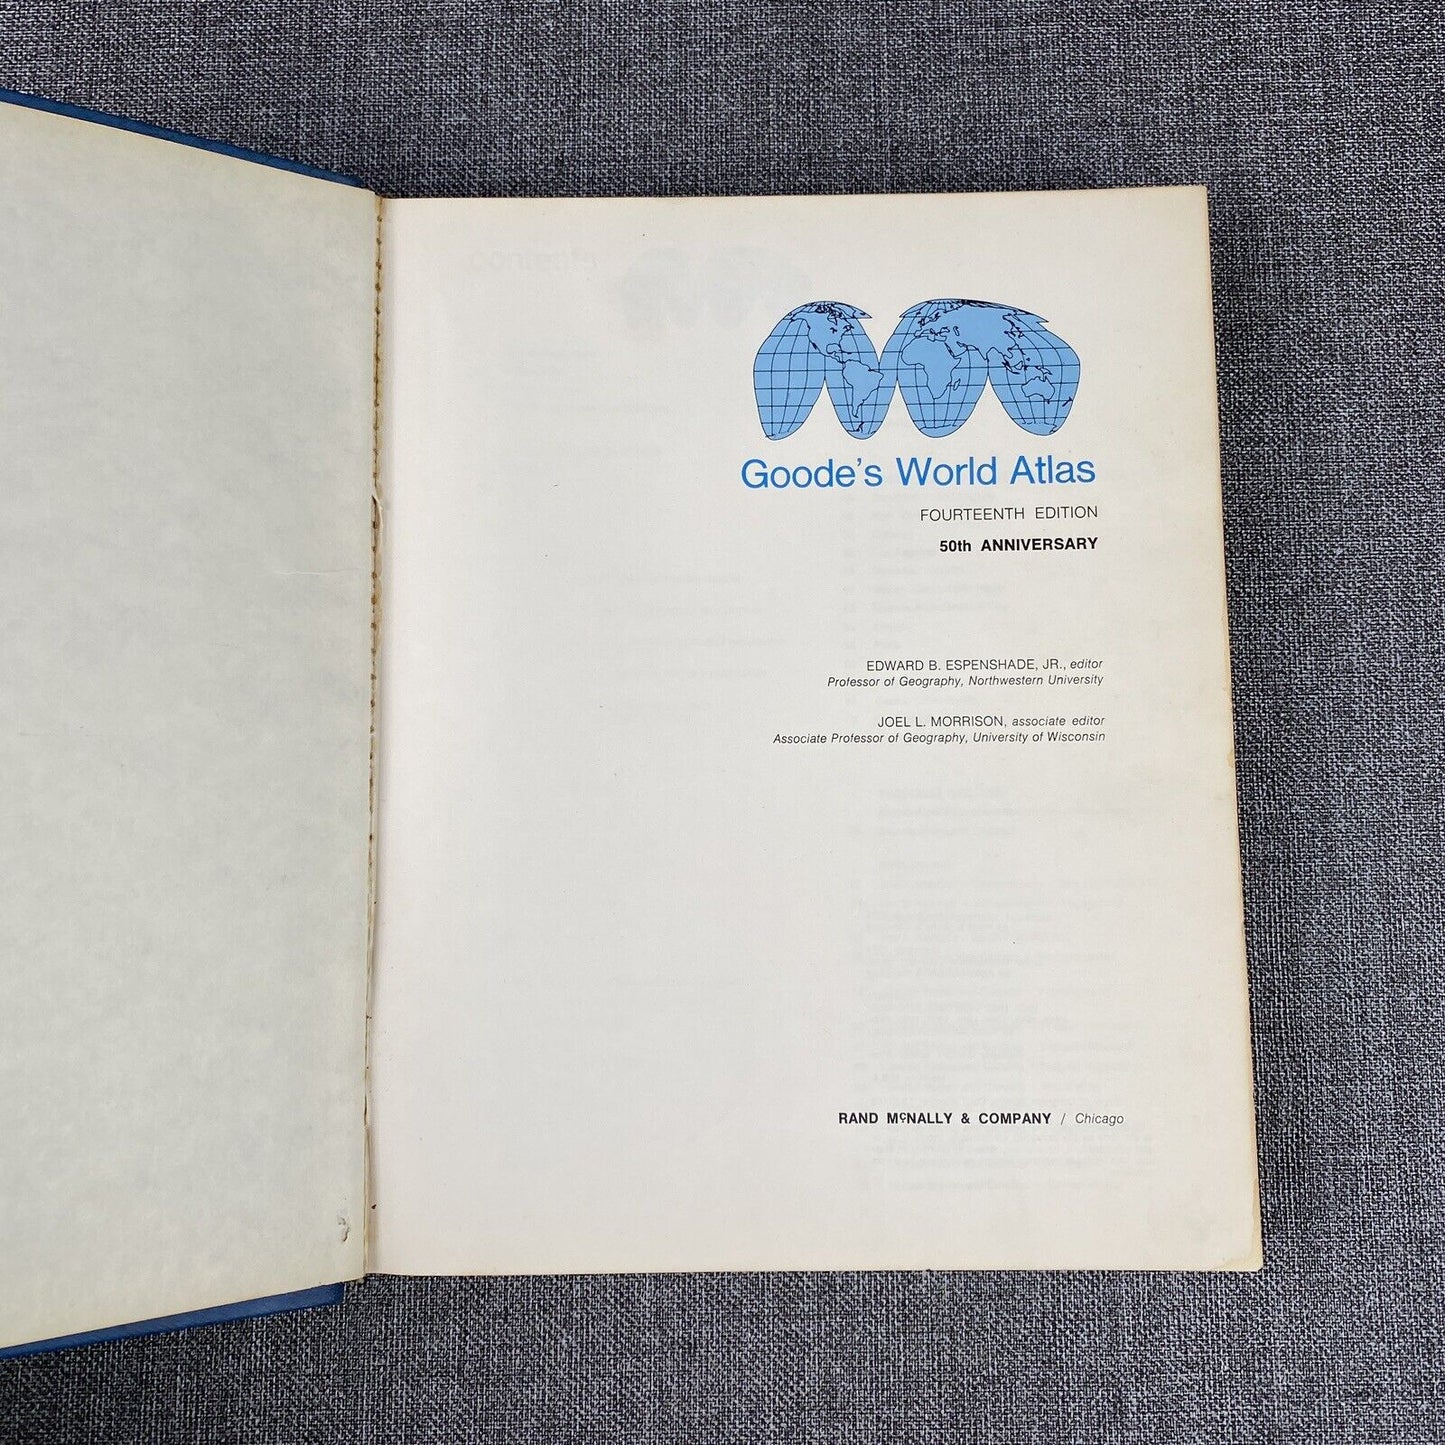 Goode's World Atlas
FOURTEENTH EDITION
50th ANNIVERSARY
EDWARD B. ESPENSHADE, JR., editor
Professor of Geography, Northwestern University
JOEL L. MORRISON, associate editor
Associate Professor of Geography, University of Wisconsin
RAND McNALLY & COMPANY / Chicago